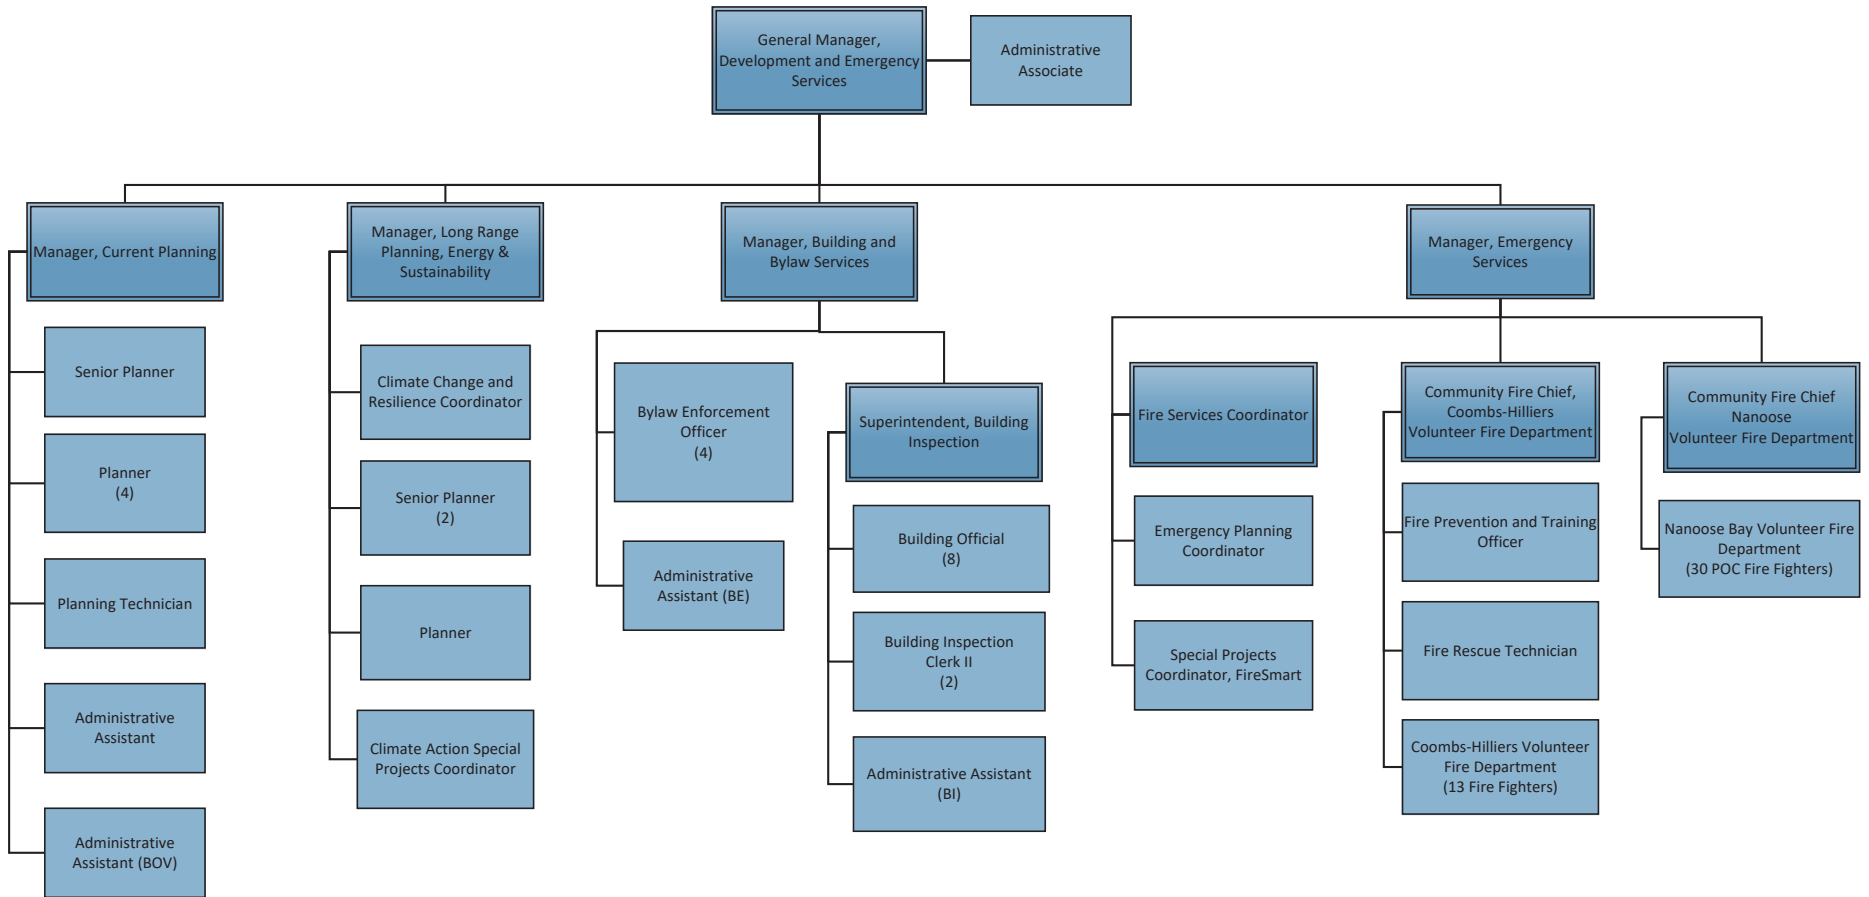 General Manager,
Development and Emergency
Services
Administrative
Associate
Manager, Current Planning
Senior Planner
Planner
(4)
Planning Technician
Administrative
Assistant
Administrative
Assistant (BOV)
Manager, Long Range
Planning, Energy &
Sustainability
Climate Change and
Resilience Coordinator
Senior Planner
(2)
Planner
Climate Action Special
Projects Coordinator
Manager, Building and
Bylaw Services
Bylaw Enforcement
Officer
(4)
Administrative
Assistant (BE)
Superintendent, Building
Inspection
Building Official
(8)
Building Inspection
Clerk II
(2)
Administrative Assistant
(BI)
Manager, Emergency
Services
Fire Services Coordinator
Emergency Planning
Coordinator
Special Projects
Coordinator, FireSmart
Community Fire Chief,
Coombs-Hilliers
Volunteer Fire Department
Fire Prevention and Training
Officer
Fire Rescue Technician
Coombs-Hilliers Volunteer
Fire Department
(13 Fire Fighters)
Community Fire Chief
Nanoose
Volunteer Fire Department
Nanoose Bay Volunteer Fire
Department
(30 POC Fire Fighters)